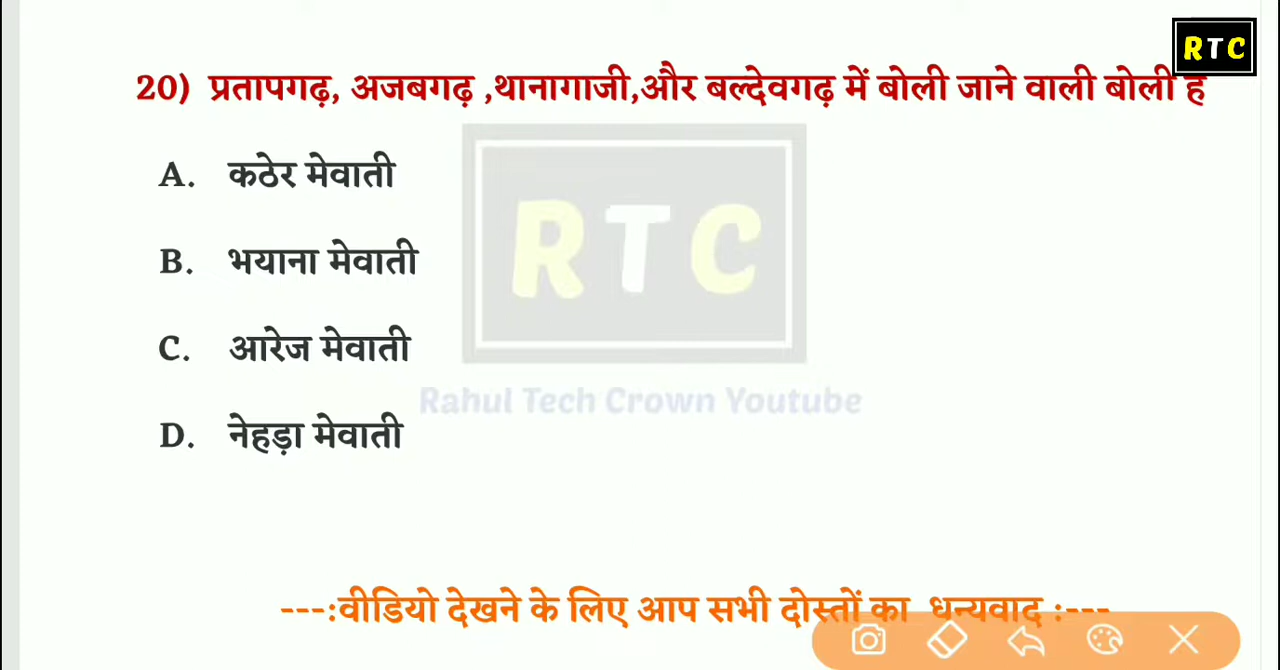 RTC
20) प्रतापगढ़, अजबगढ़ ,थानागाजी,और बल्देवगढ़ में बोली जाने वाली बोली है
A. कठेर मेवाती
RTC
B. भयाना मेवाती
C. आरेज मेवाती
Rahul Tech Crown Youtube
D. नेहड़ा मेवाती
---:वीडियो देखने के लिए आप सभी दोस्तों का धन्यवाद :---